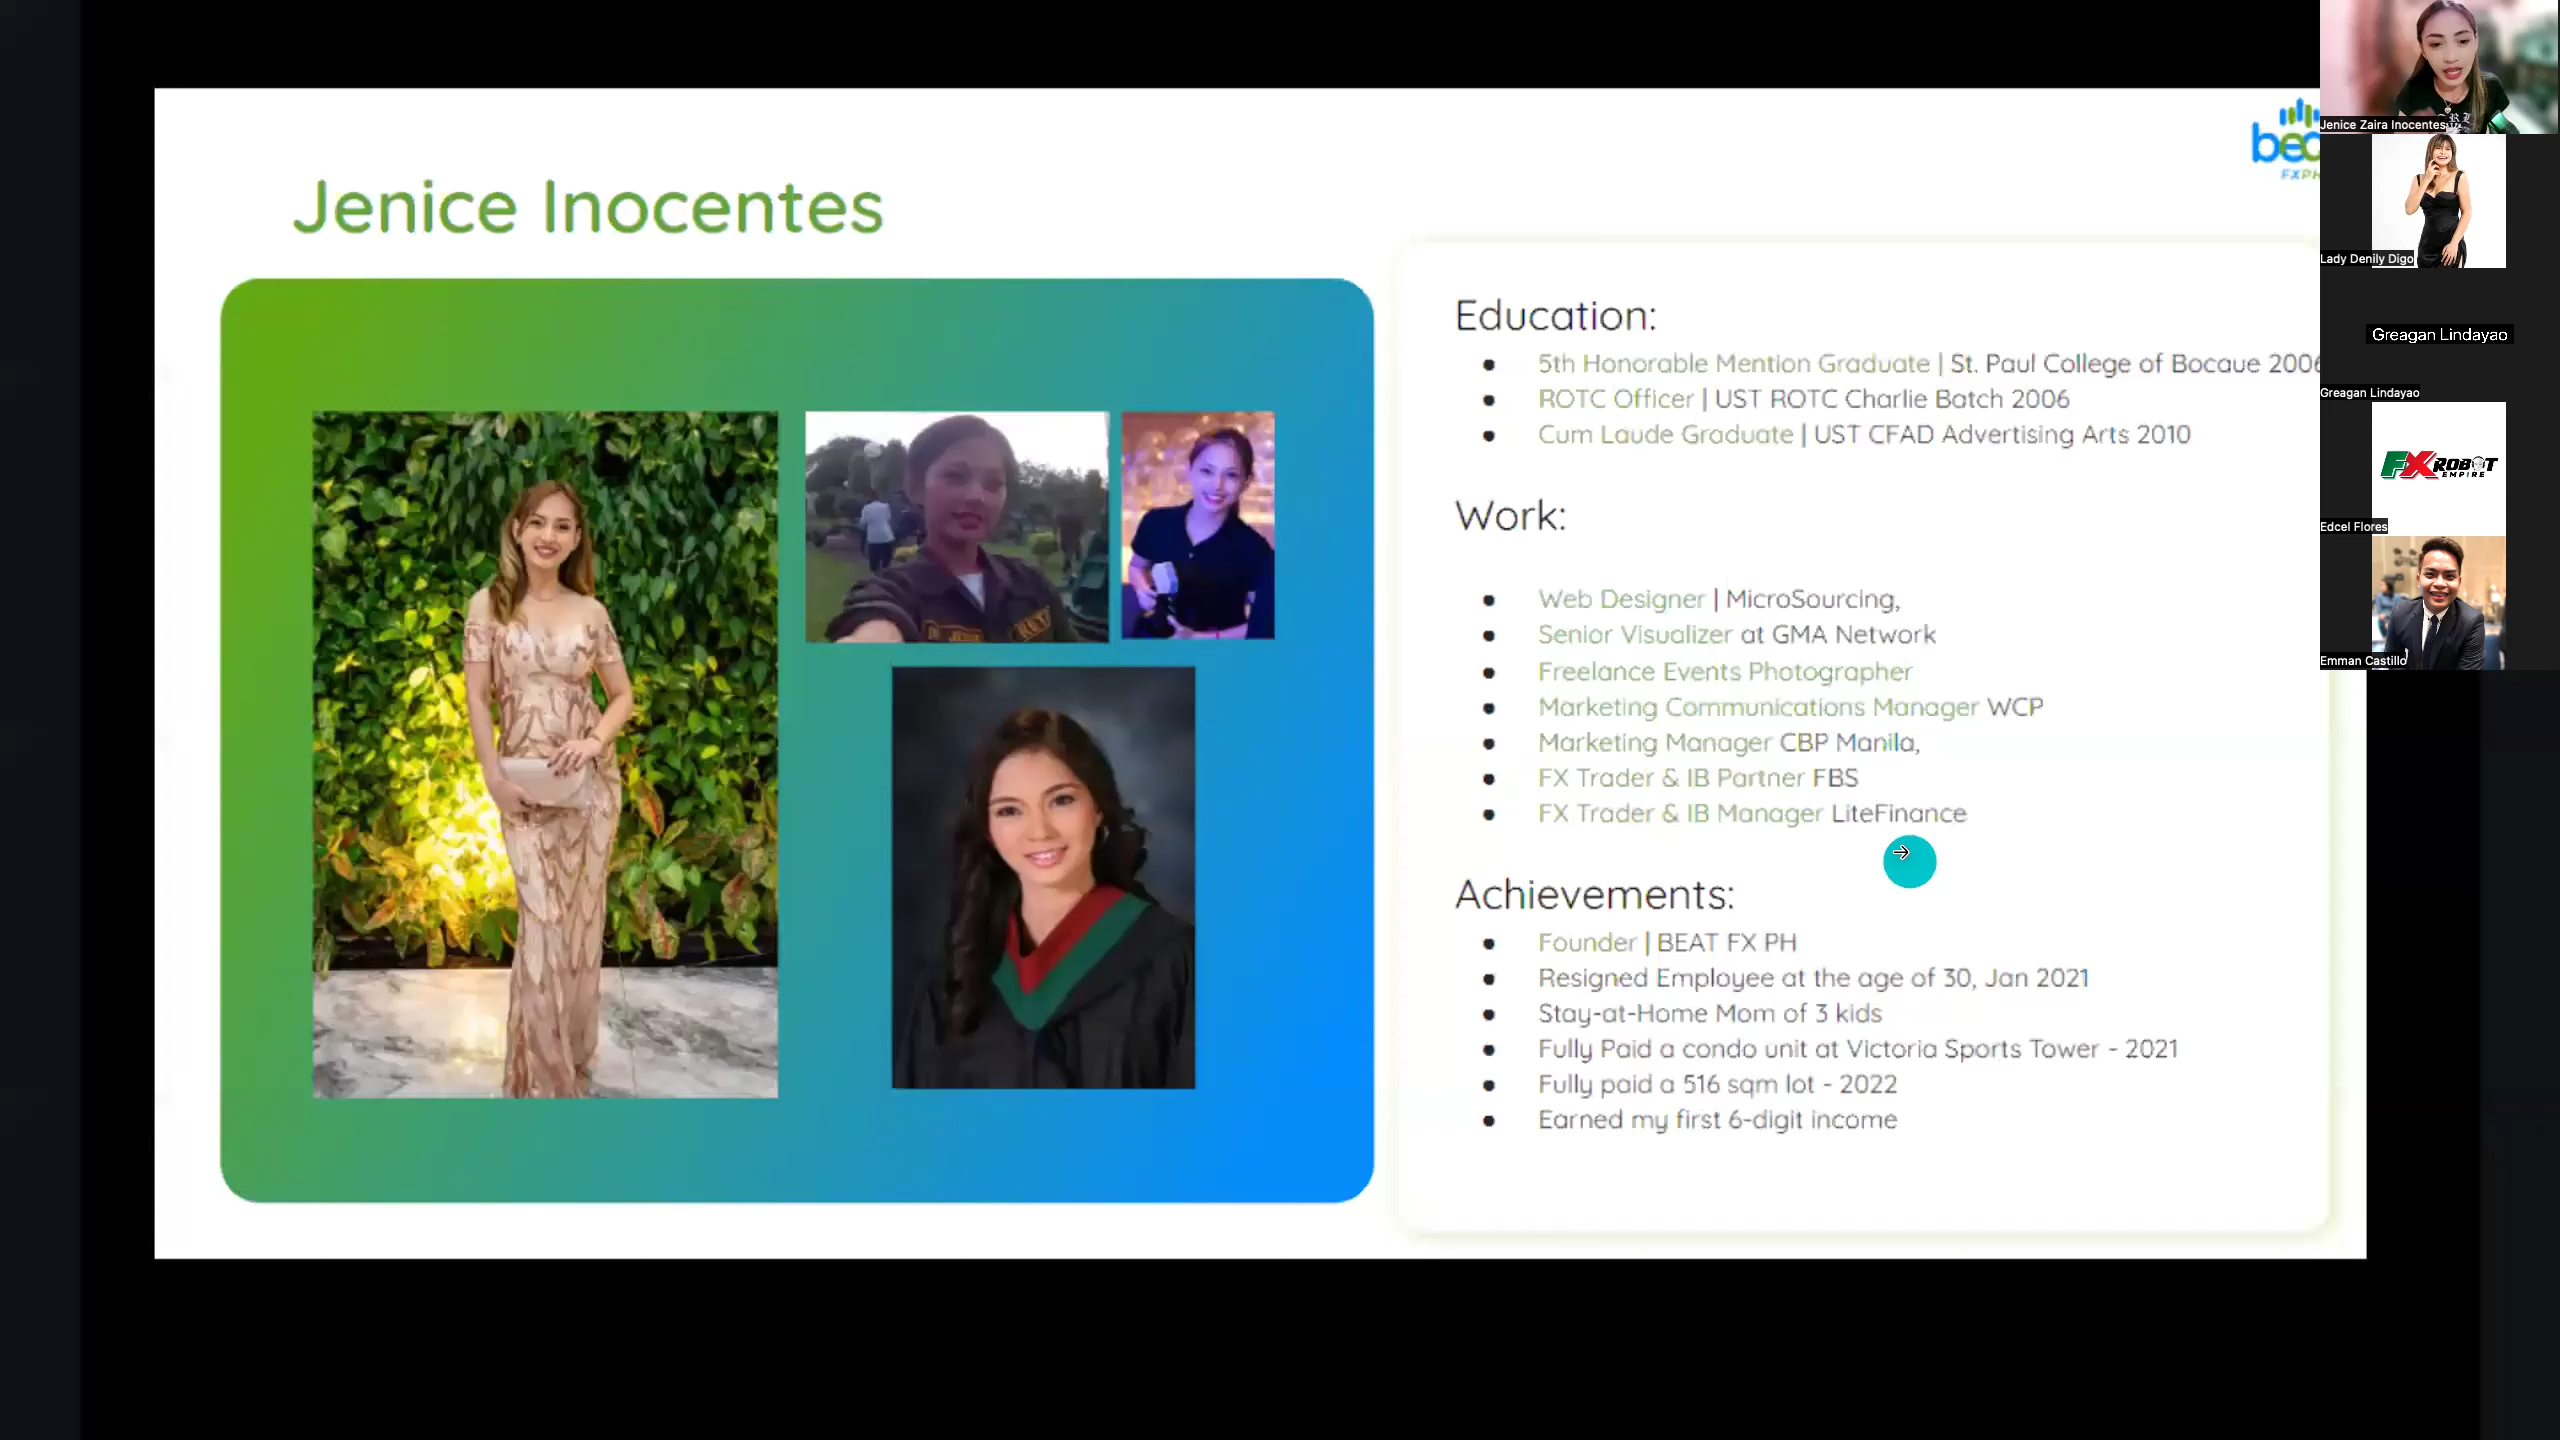 Jenice Inocentes
FXPH
Education:
5th Honorable Mention Graduate | St. Paul College of Bocaue 2006
ROTC Officer | UST ROTC Charlie Batch 2006
Cum Laude Graduate | UST CFAD Advertising Arts 2010
Work:
Web Designer | MicroSourcing,
Senior Visualizer at GMA Network
Freelance Events Photographer
Marketing Communications Manager WCP
Marketing Manager CBP Manila,
FX Trader & IB Partner FBS
FX Trader & IB Manager LiteFinance
Achievements:
Founder | BEAT FX PH
Resigned Employee at the age of 30, Jan 2021
Stay-at-Home Mom of 3 kids
Fully Paid a condo unit at Victoria Sports Tower - 2021
Fully paid a 516 sqm lot - 2022
Earned my first 6-digit income
Jenice Zaira Inocentes
Lady Denily Digo
Greagan Lindayao
Greagan Lindayao
FX ROBOT
EMPIRE
Edcel Flores
Emman Castillo